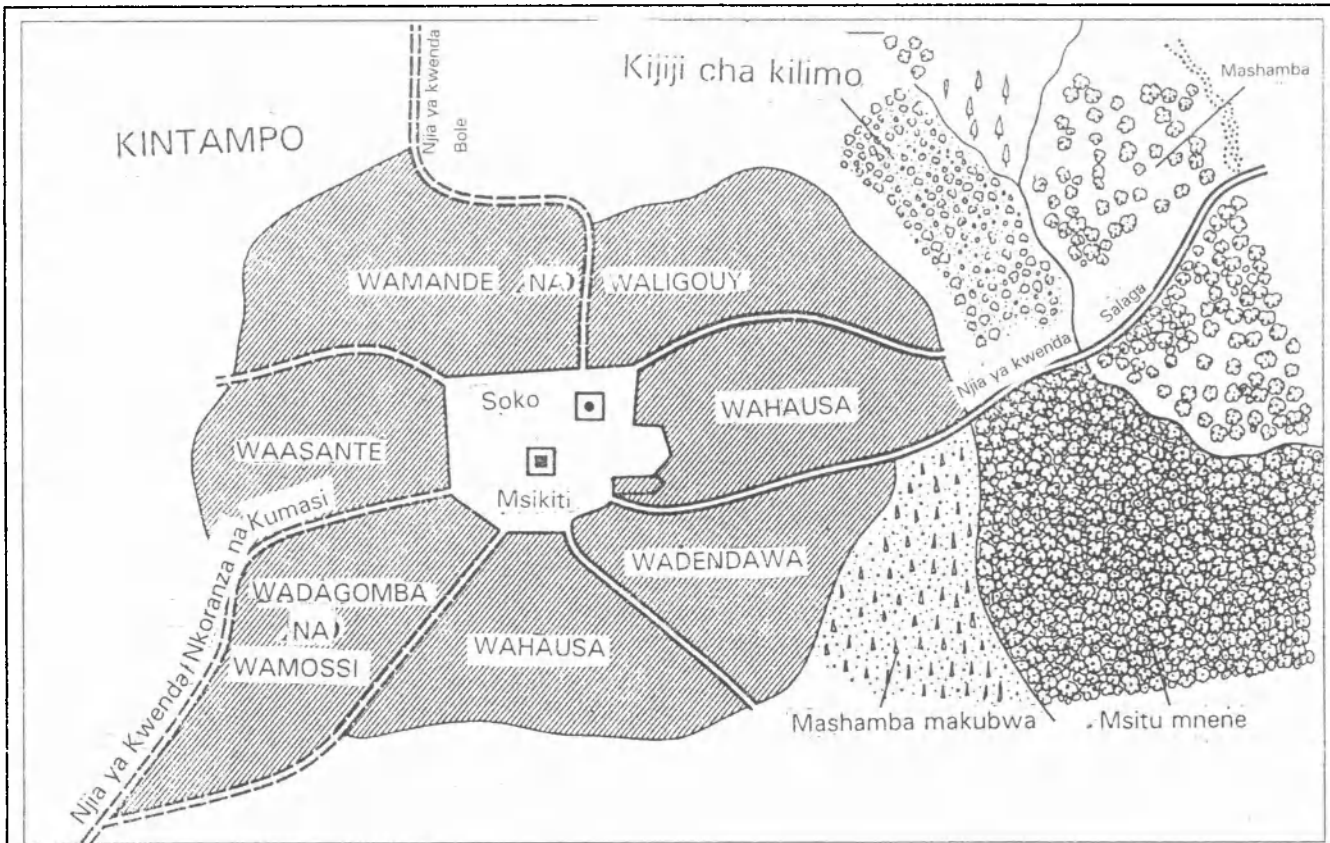 Kijiji cha kilimo
Mashamba
KINTAMPO
Njia ya kwenda
Bole
WAMANDE NA WALIGOUY
Salaga
Njia ya kwenda
Soko
WAHAUSA
WAASANTE
Msikiti
Njia ya Kwenda Nkoranza na Kumasi
WADENDAWA
WADAGOMBA
NA
WAMOSSI
WAHAUSA
Mashamba makubwa
Msitu mnene